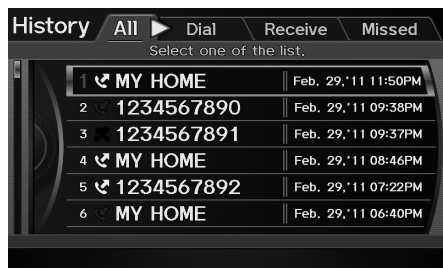 History All Dial Receive Missed
Select one of the list.
1 MY HOME Feb. 29,'11 11:50PM
2 1234567890 Feb. 29,'11 09:38PM
3 1234567891 Feb. 29,'11 09:37PM
4 MY HOME Feb. 29,'11 08:46PM
5 1234567892 Feb. 29,'11 07:22PM
6 MY HOME Feb. 29,'11 06:40PM